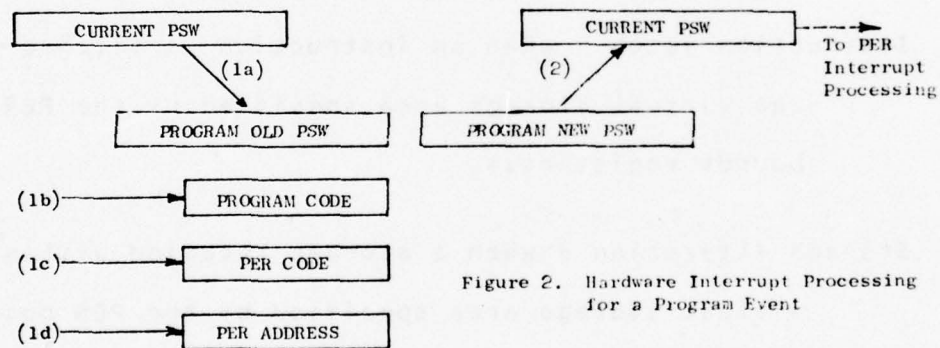 CURRENT PSW
CURRENT PSW
(1a)
(2)
To PER
Interrupt
Processing
PROGRAM OLD PSW
PROGRAM NEW PSW
(1b)
PROGRAM CODE
(1c)
PER CODE
(1d)
PER ADDRESS
Figure 2. Hardware Interrupt Processing
for a Program Event